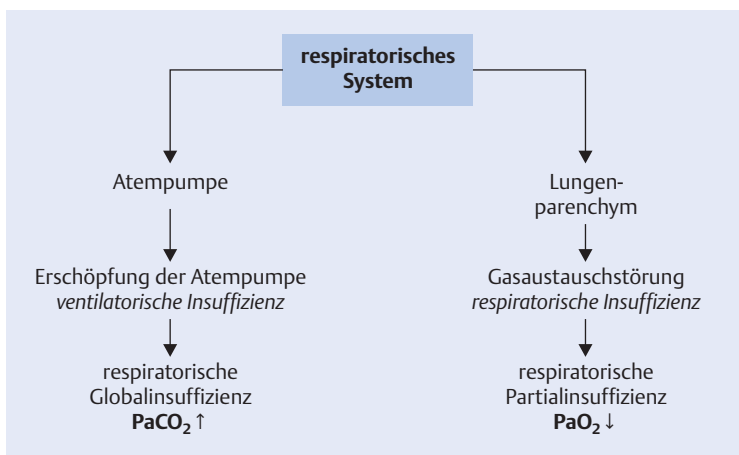 respiratorisches
System
Atempumpe
Erschöpfung der Atempumpe
ventilatorische Insuffizienz
respiratorische
Globalinsuffizienz
PaCO₂ ↑
Lungen-
parenchym
Gasaustauschstörung
respiratorische Insuffizienz
respiratorische
Partialinsuffizienz
PaO₂ ↓